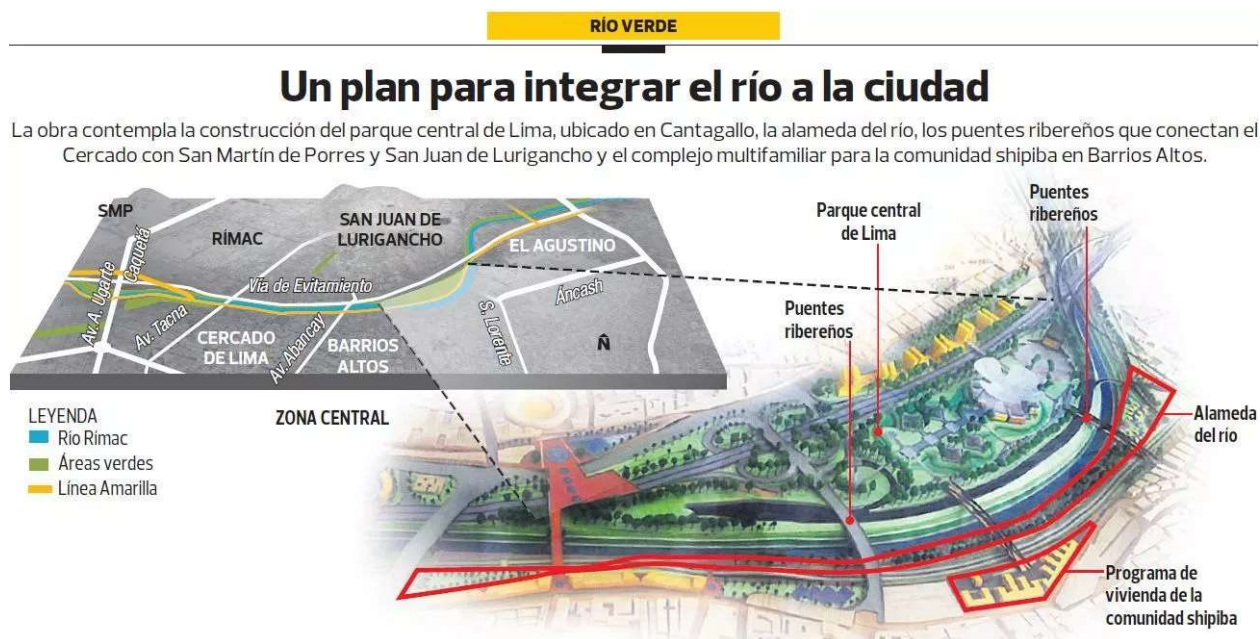 RÍO VERDE
Un plan para integrar el río a la ciudad
La obra contempla la construcción del parque central de Lima, ubicado en Cantagallo, la alameda del río, los puentes ribereños que conectan el
Cercado con San Martín de Porres y San Juan de Lurigancho y el complejo multifamiliar para la comunidad shipiba en Barrios Altos.
SMP
Caquetá
RÍMAC
SAN JUAN DE
LURIGANCHO
EL AGUSTINO
Av. A. Ugarte
Vía de Evitamiento
Av. Tacna
Áncash
S. Lorente
Ñ
CERCADO
DE LIMA
Av. Abancay
BARRIOS
ALTOS
LEYENDA
Río Rímac
Áreas verdes
Línea Amarilla
ZONA CENTRAL
Parque central
de Lima
Puentes
ribereños
Puentes
ribereños
Alameda
del río
Programa de
vivienda de la
comunidad shipiba